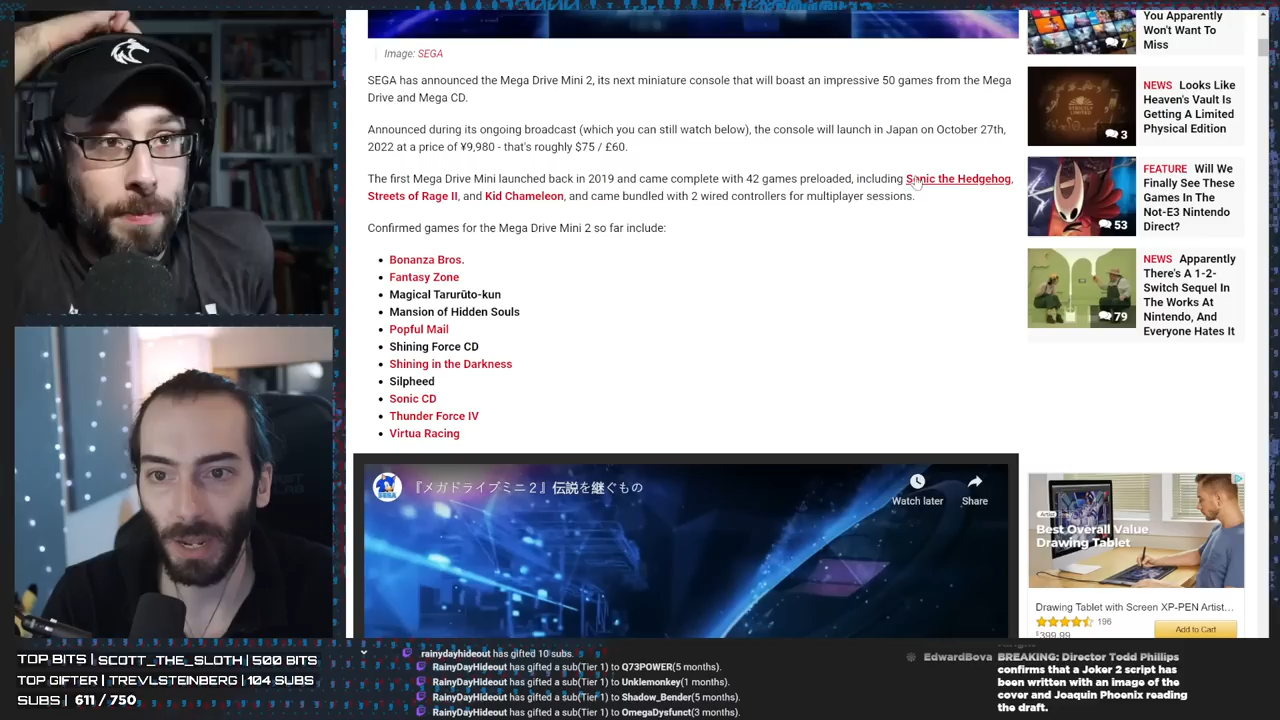 Image: SEGA
SEGA has announced the Mega Drive Mini 2, its next miniature console that will boast an impressive 50 games from the Mega
Drive and Mega CD.
Announced during its ongoing broadcast (which you can still watch below), the console will launch in Japan on October 27th,
2022 at a price of ¥9,980 - that's roughly $75 / £60.
The first Mega Drive Mini launched back in 2019 and came complete with 42 games preloaded, including Sonic the Hedgehog,
Streets of Rage II, and Kid Chameleon, and came bundled with 2 wired controllers for multiplayer sessions.
Confirmed games for the Mega Drive Mini 2 so far include:
• Bonanza Bros.
• Fantasy Zone
• Magical Tarurūto-kun
• Mansion of Hidden Souls
• Popful Mail
• Shining Force CD
• Shining in the Darkness
• Silpheed
• Sonic CD
• Thunder Force IV
• Virtua Racing
『メガドライブミニ２』伝説を継ぐもの
Watch later
Share
You Apparently
Won't Want To
Miss
7
NEWS Looks Like
Heaven's Vault Is
Getting A Limited
Physical Edition
3
FEATURE Will We
Finally See These
Games In The
Not-E3 Nintendo
Direct?
53
NEWS Apparently
There's A 1-2-
Switch Sequel In
The Works At
Nintendo, And
Everyone Hates It
79
Best Overall Value
Drawing Tablet
Drawing Tablet with Screen XP-PEN Artist...
196
$399.99
Add to Cart
TOP BITS | SCOTT_THE_SLOTH | 500 BITS
TOP GIFTER | TREVLSTEINBERG | 104 SUBS
SUBS | 611 / 750
rainydayhideout has gifted 10 subs.
RainyDayHideout has gifted a sub(Tier 1) to Q73POWER(5 months).
RainyDayHideout has gifted a sub(Tier 1) to Unklemonkey(1 months).
RainyDayHideout has gifted a sub(Tier 1) to Shadow_Bender(5 months).
RainyDayHideout has gifted a sub(Tier 1) to OmegaDysfunct(3 months).
EdwardBova
BREAKING: Director Todd Phillips
confirms that a Joker 2 script has
been written with an image of the
cover and Joaquin Phoenix reading
the draft.